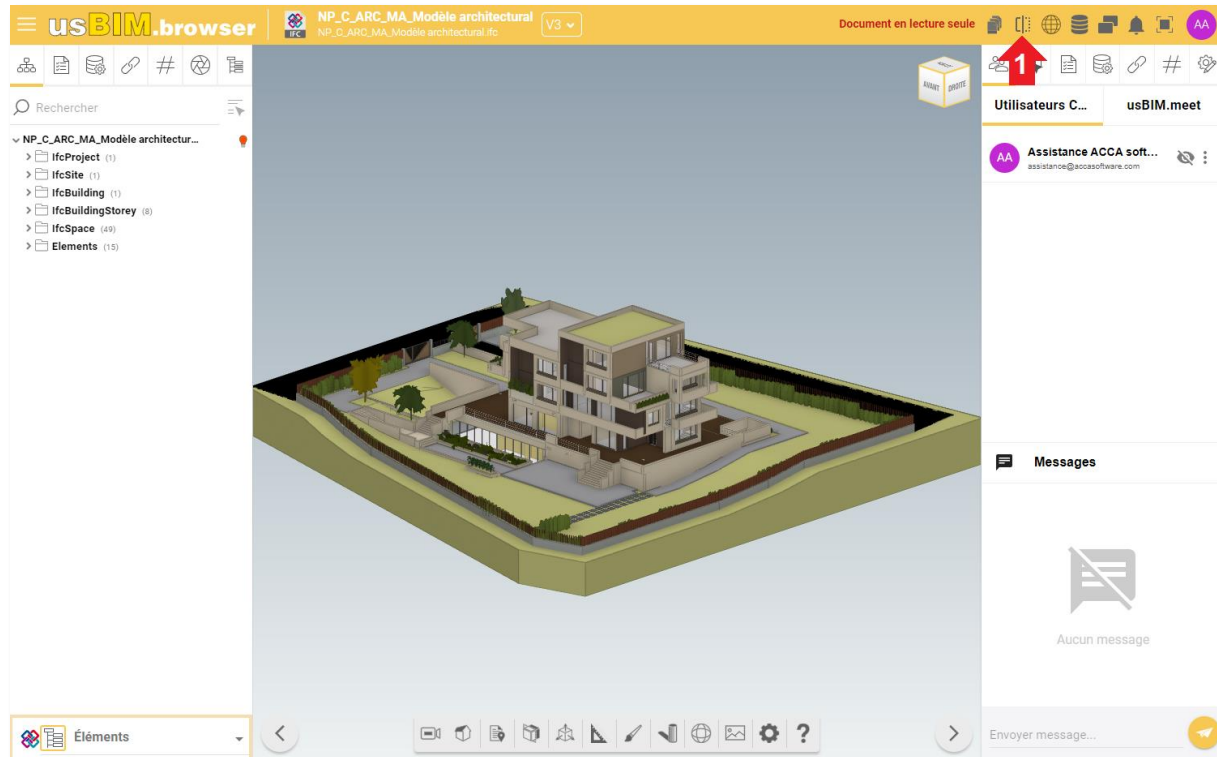 usBIM.browser
IFC
NP_C_ARC_MA_Modèle architectural
NP_C_ARC_MA_Modèle architectural.ifc
V3
Document en lecture seule
AA
1
#
#
Rechercher
NP_C_ARC_MA_Modèle architectur...
IfcProject (1)
IfcSite (1)
IfcBuilding (1)
IfcBuildingStorey (8)
IfcSpace (49)
Elements (15)
AVANT
DROITE
Utilisateurs C...
usBIM.meet
AA
Assistance ACCA soft...
assistance@accasoftware.com
Messages
Aucun message
Éléments
?
Envoyer message...